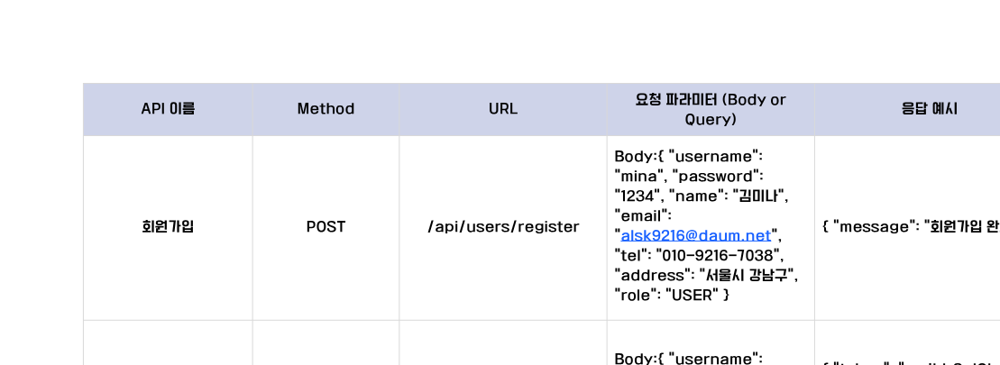 API 이름
Method
URL
요청 파라미터 (Body or
Query)
응답 예시
회원가입
POST
/api/users/register
Body:{ "username":
"mina", "password":
"1234", "name": "김미나",
"email":
"alsk9216@daum.net",
"tel": "010-9216-7038",
"address": "서울시 강남구",
"role": "USER" }
{ "message": "회원가입 완
Body:{ "username":